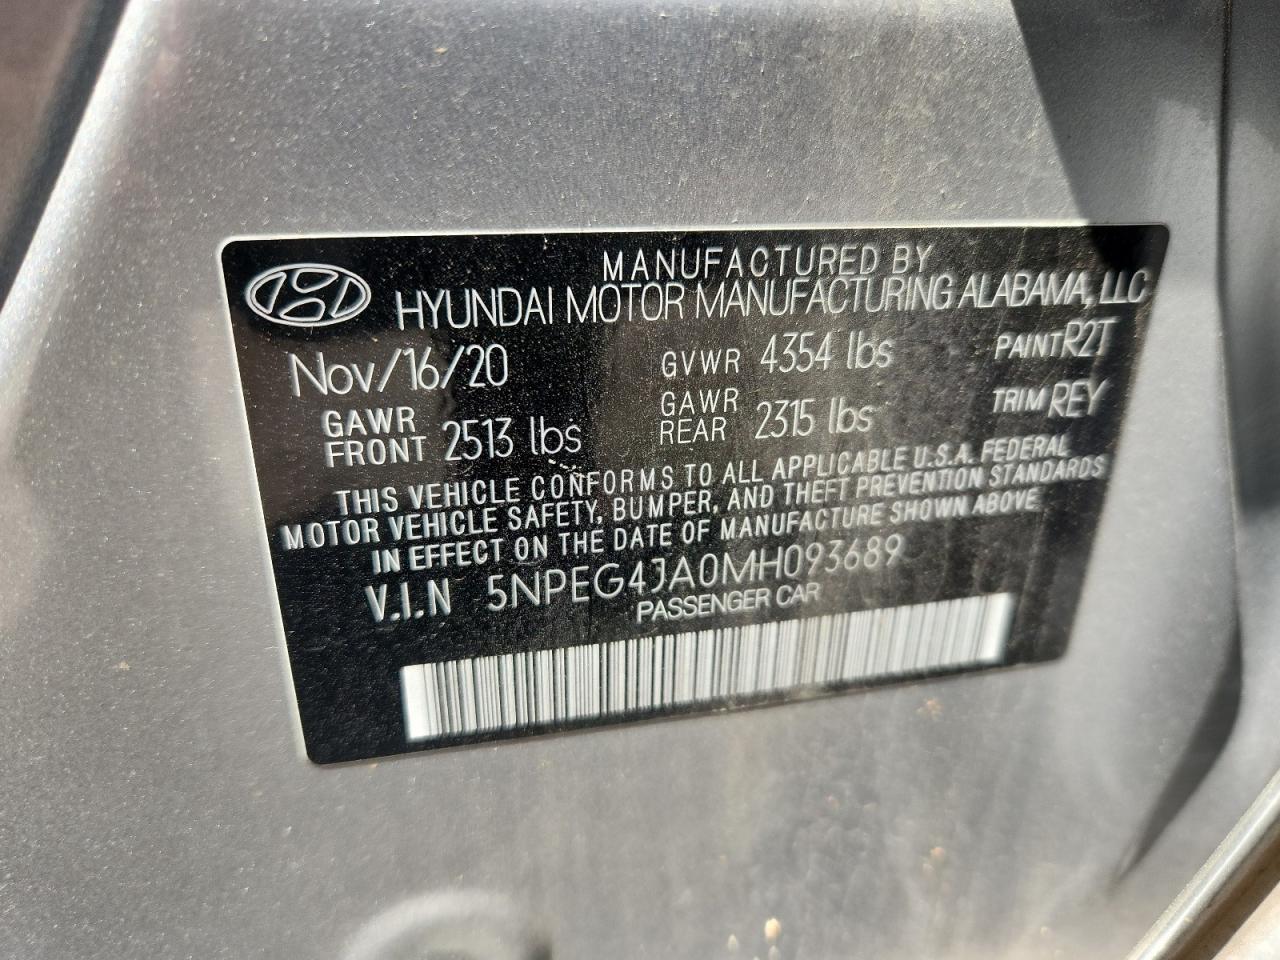 MANUFACTURED BY
HYUNDAI MOTOR MANUFACTURING ALABAMA, LLC
Nov/16/20 GVWR 4354 lbs PAINT R2T
GAWR FRONT 2513 lbs GAWR REAR 2315 lbs TRIM REY
THIS VEHICLE CONFORMS TO ALL APPLICABLE U.S.A. FEDERAL
MOTOR VEHICLE SAFETY, BUMPER, AND THEFT PREVENTION STANDARDS
IN EFFECT ON THE DATE OF MANUFACTURE SHOWN ABOVE
V.I.N 5NPEG4JA0MH093689
PASSENGER CAR